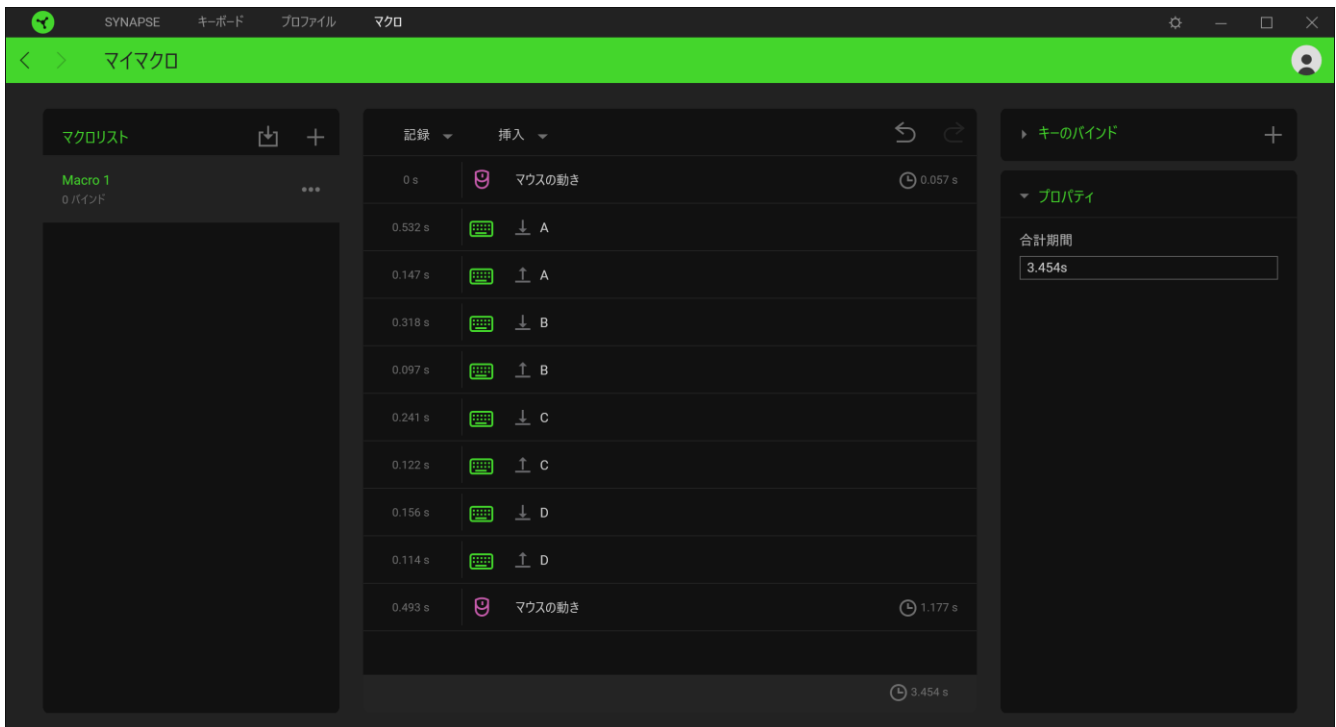 SYNAPSE キーボード プロファイル マクロ
マイマクロ
マクロリスト
Macro 1
0 バインド
記録 挿入
0 s マウスの動き 0.057 s
0.532 s A
0.147 s A
0.318 s B
0.097 s B
0.241 s C
0.122 s C
0.156 s D
0.114 s D
0.493 s マウスの動き 1.177 s
3.454 s
キーのバインド
プロパティ
合計期間
3.454s